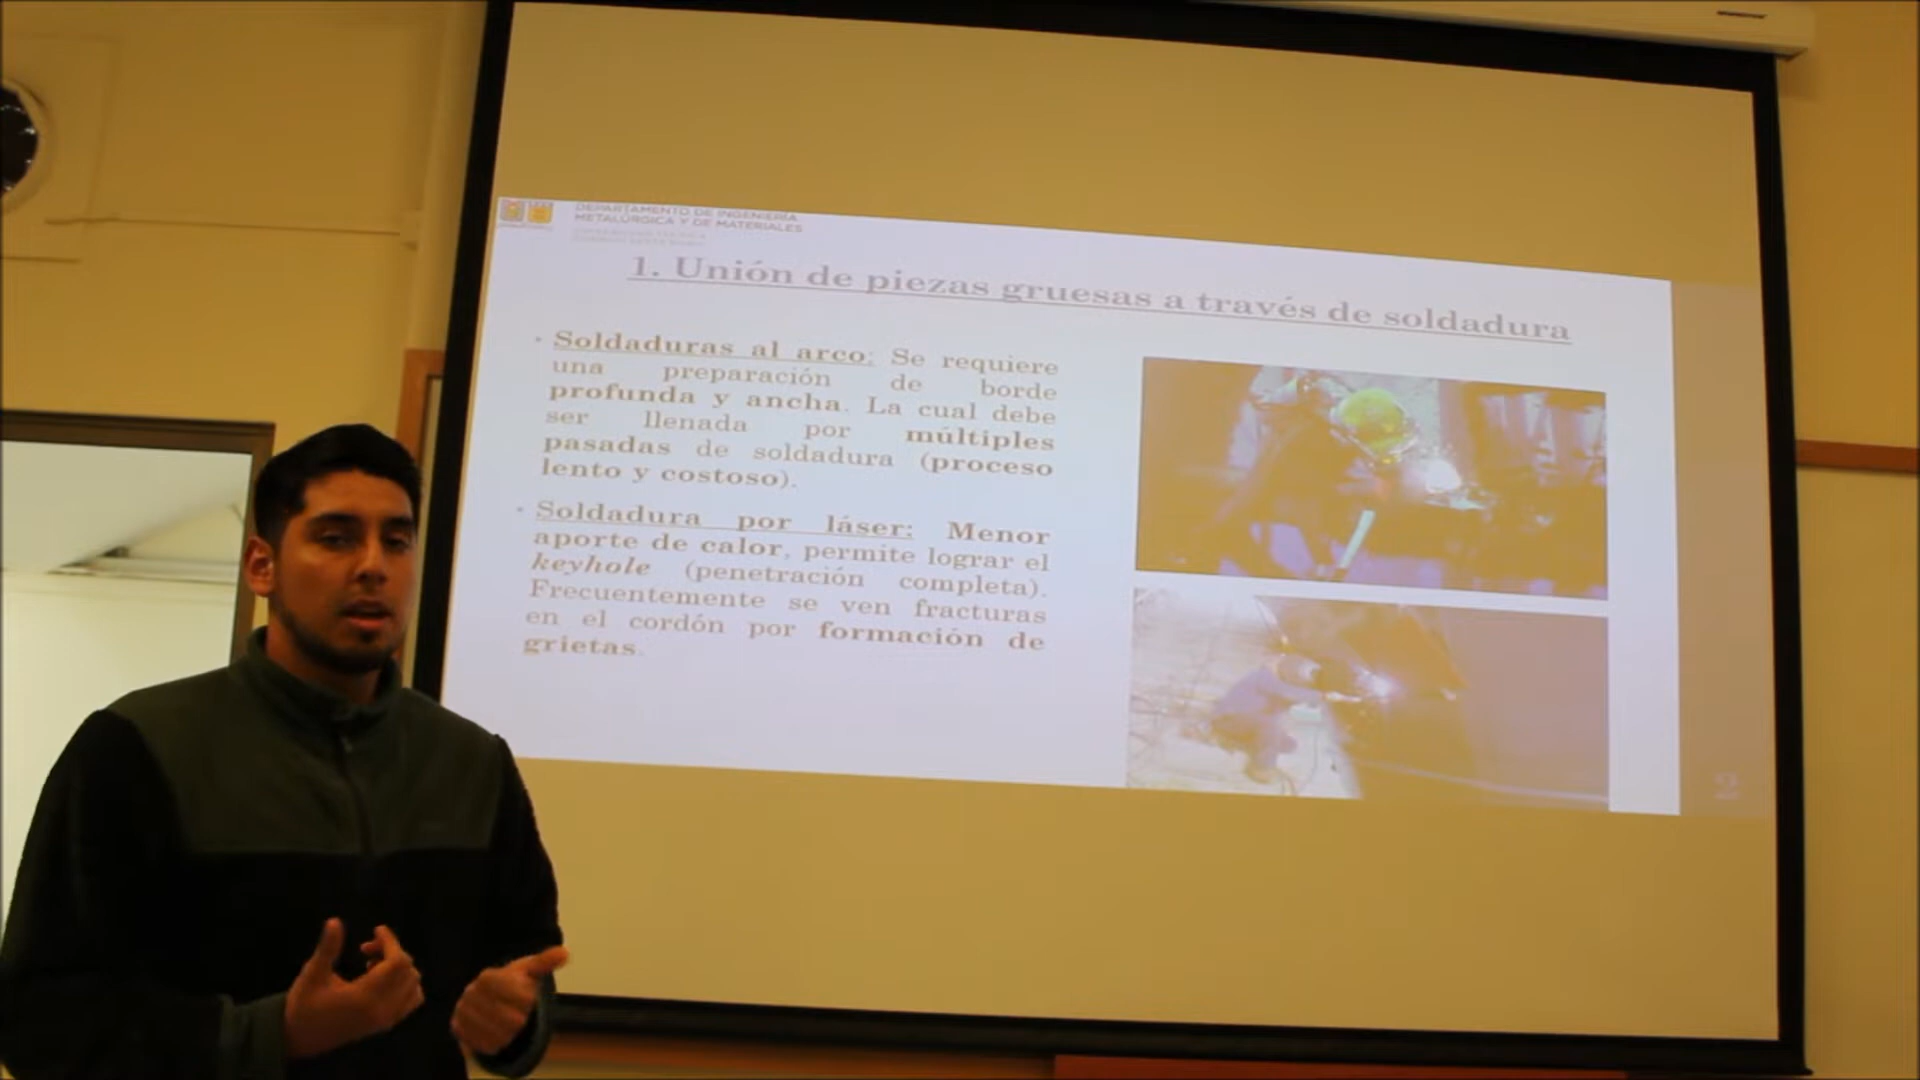 DEPARTAMENTO DE INGENIERÍA
METALÚRGICA Y DE MATERIALES
1. Unión de piezas gruesas a través de soldadura
• Soldaduras al arco: Se requiere
una preparación de borde
profunda y ancha. La cual debe
ser llenada por múltiples
pasadas de soldadura (proceso
lento y costoso).
• Soldadura por láser: Menor
aporte de calor, permite lograr el
keyhole (penetración completa).
Frecuentemente se ven fracturas
en el cordón por formación de
grietas.
2